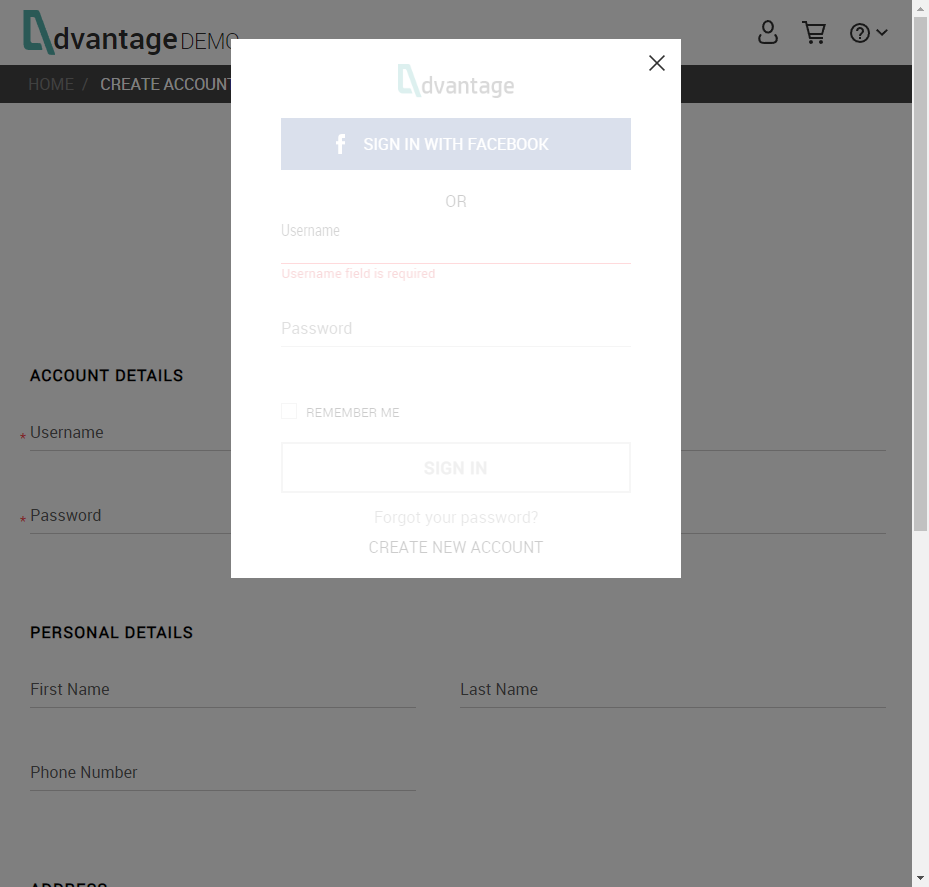 dvantage DEMO
HOME / CREATE ACCOUNT
dvantage
f SIGN IN WITH FACEBOOK
OR
Username
Username field is required
Password
REMEMBER ME
SIGN IN
Forgot your password?
CREATE NEW ACCOUNT
ACCOUNT DETAILS
* Username
* Password
PERSONAL DETAILS
First Name
Last Name
Phone Number
ADDRESS